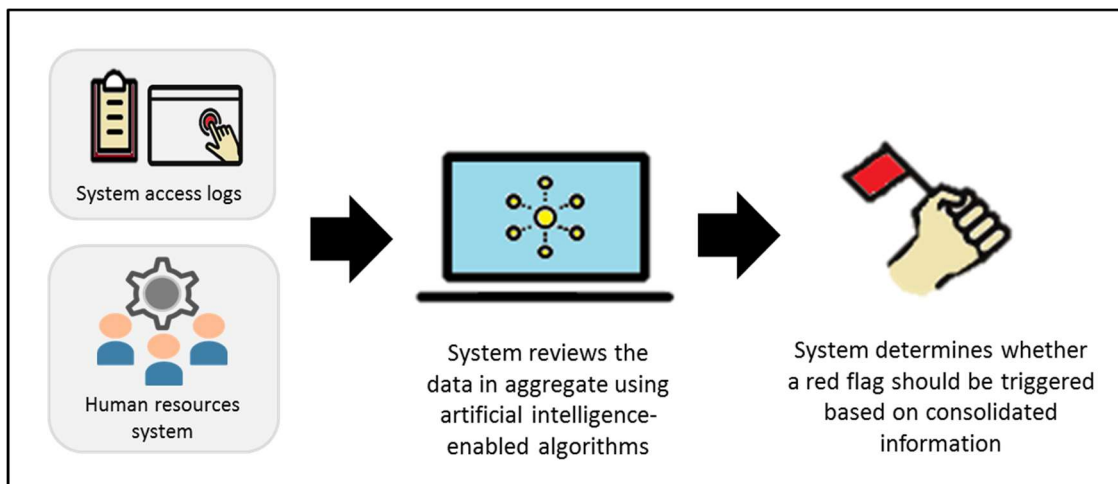 System access logs
Human resources
system
System reviews the
data in aggregate using
artificial intelligence-
enabled algorithms
System determines whether
a red flag should be triggered
based on consolidated
information